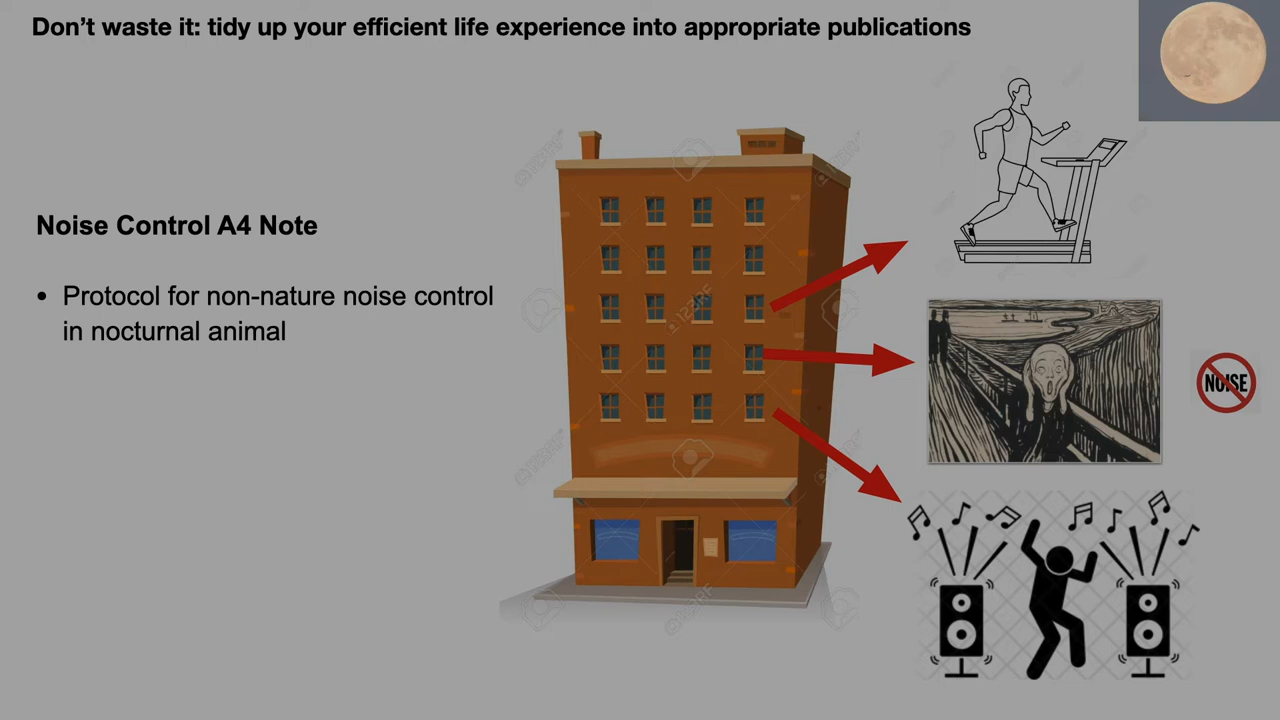 Don’t waste it: tidy up your efficient life experience into appropriate publications
Noise Control A4 Note
• Protocol for non-nature noise control
in nocturnal animal
NOISE
123RF